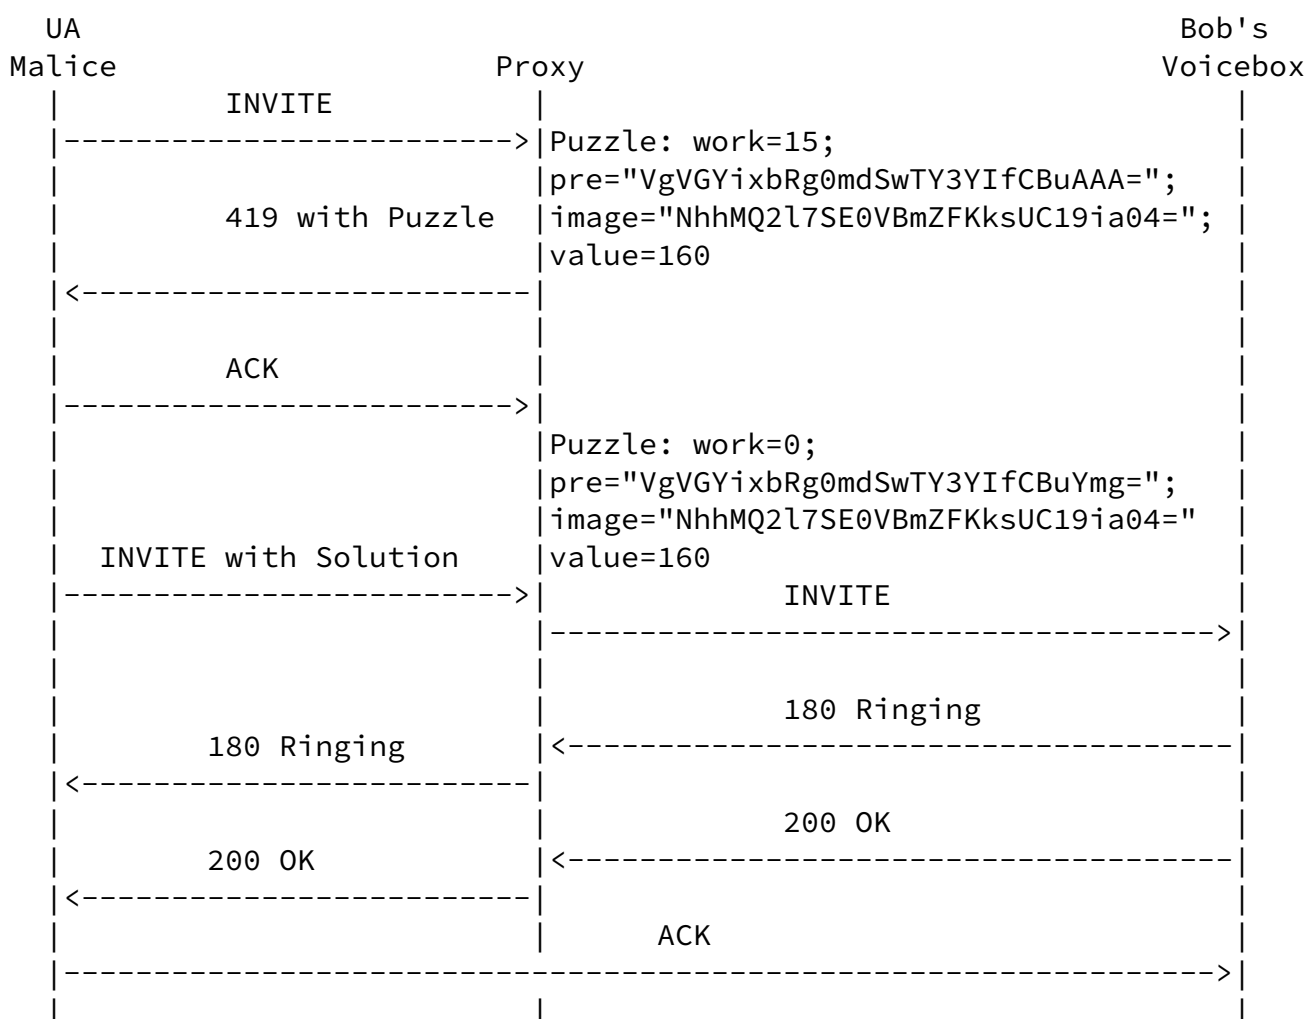 UA Bob's
Malice Proxy Voicebox
INVITE
Puzzle: work=15;
pre="VgVGYixbRg0mdSwTY3YIfCBuAAA=";
419 with Puzzle image="NhhMQ2l7SE0VBmZFKksUC19ia04=";
value=160
ACK
Puzzle: work=0;
pre="VgVGYixbRg0mdSwTY3YIfCBuYmg=";
image="NhhMQ2l7SE0VBmZFKksUC19ia04="
INVITE with Solution value=160
INVITE
180 Ringing
180 Ringing
200 OK
200 OK
ACK